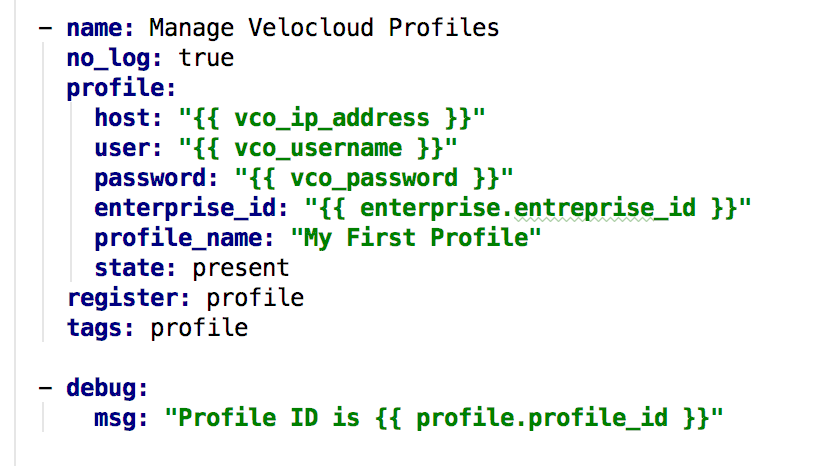 - name: Manage Velocloud Profiles
  no_log: true
  profile:
    host: "{{ vco_ip_address }}"
    user: "{{ vco_username }}"
    password: "{{ vco_password }}"
    enterprise_id: "{{ enterprise.entreprise_id }}"
    profile_name: "My First Profile"
    state: present
  register: profile
  tags: profile

- debug:
    msg: "Profile ID is {{ profile.profile_id }}"